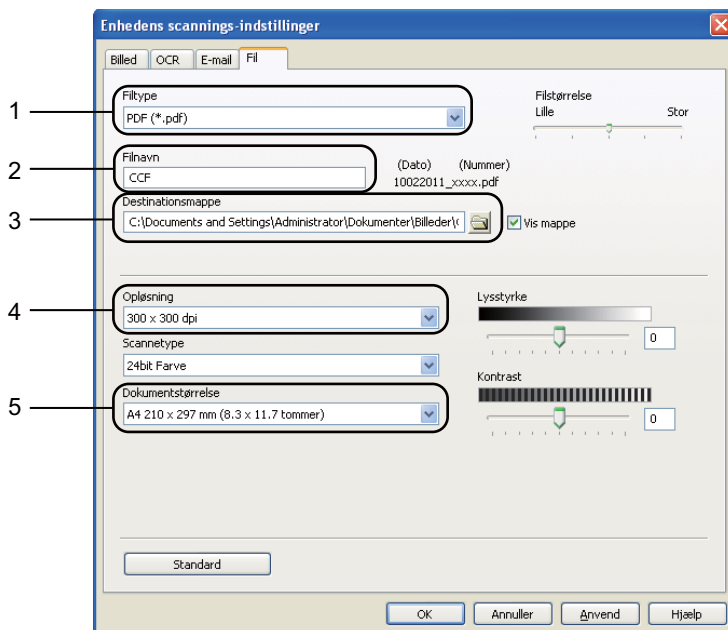 Enhedens scannings-indstillinger
Billed OCR E-mail Fil
1
Filtype
PDF (*.pdf)
Filstørrelse
Lille Stor
2
Filnavn
CCF
(Dato) (Nummer)
10022011_xxxx.pdf
3
Destinationsmappe
C:\Documents and Settings\Administrator\Dokumenter\Billeder\
Vis mappe
4
Opløsning
300 x 300 dpi
Lysstyrke
0
Scannetype
24bit Farve
Kontrast
0
5
Dokumentstørrelse
A4 210 x 297 mm (8.3 x 11.7 tommer)
Standard
OK Annuller Anvend Hjælp